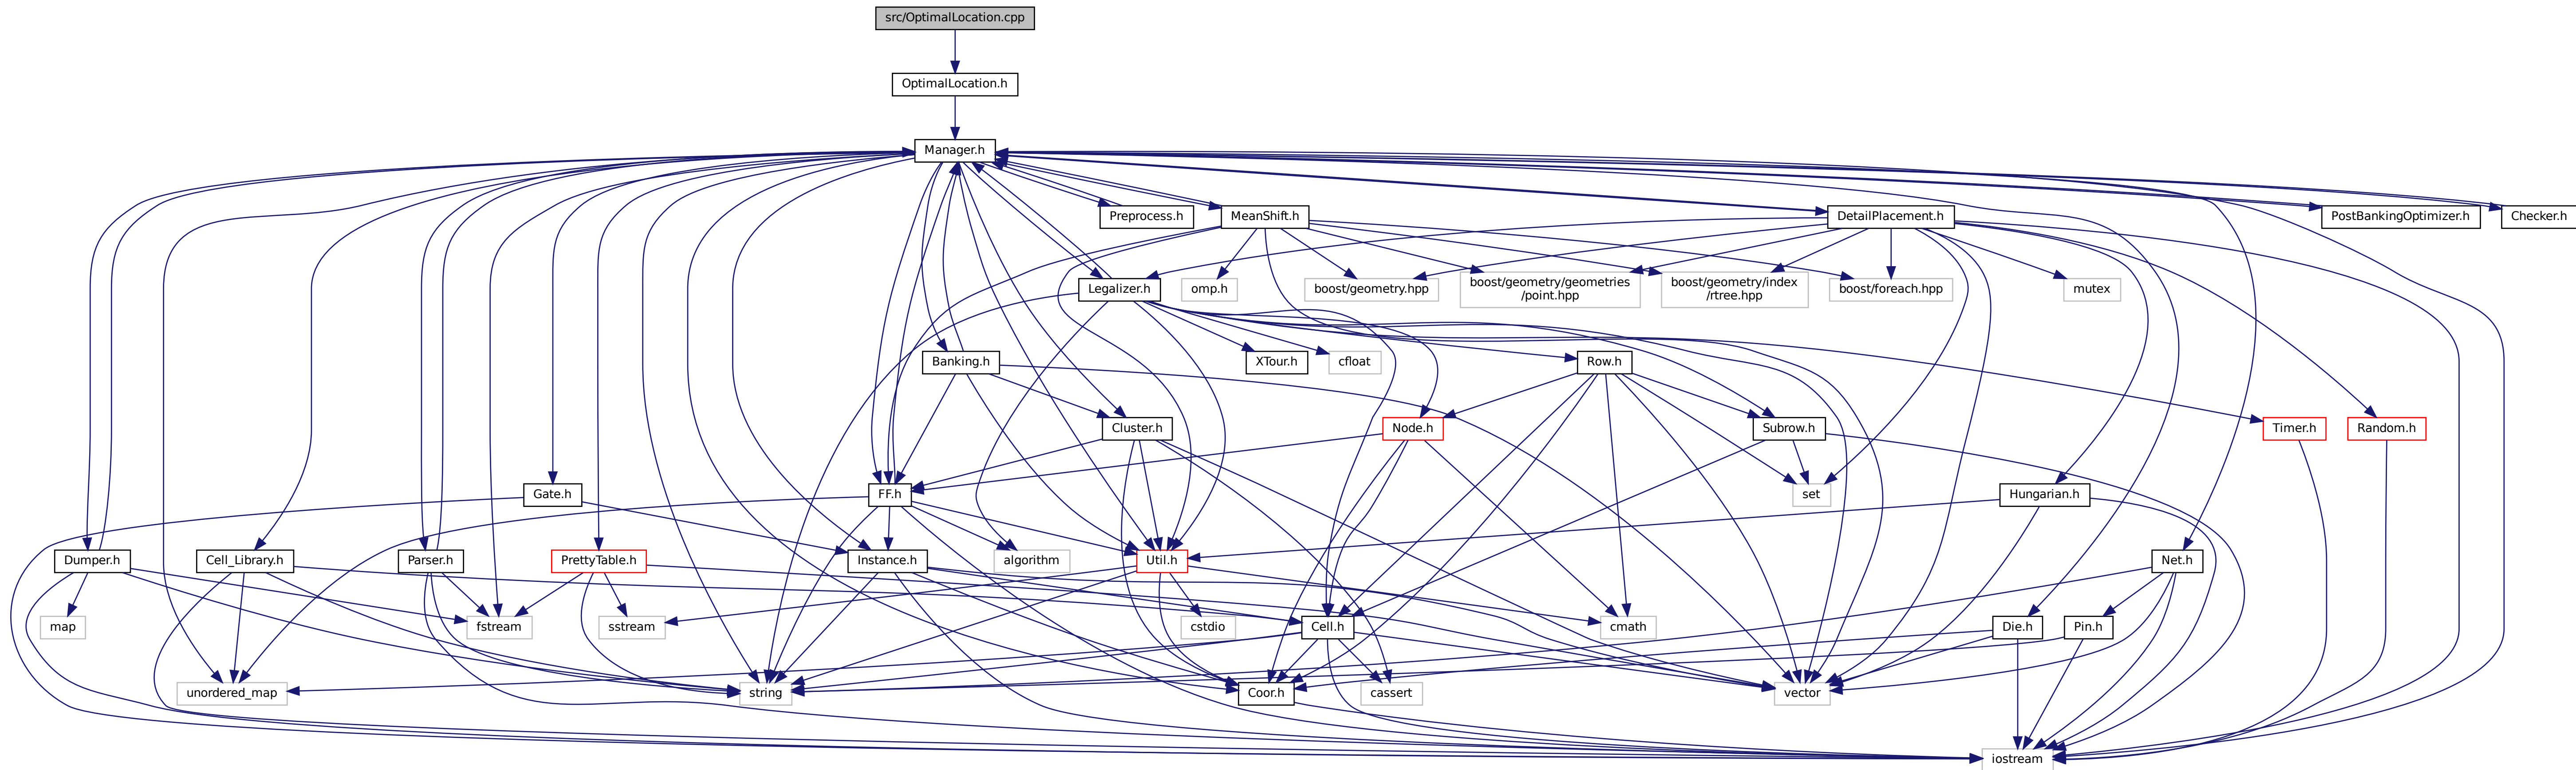 src/OptimalLocation.cpp
OptimalLocation.h
Manager.h
Preprocess.h
MeanShift.h
DetailPlacement.h
PostBankingOptimizer.h
Checker.h
Legalizer.h
omp.h
boost/geometry.hpp
boost/geometry/geometries
/point.hpp
boost/geometry/index
/rtree.hpp
boost/foreach.hpp
mutex
Banking.h
XTour.h
cfloat
Row.h
Cluster.h
Node.h
Subrow.h
Timer.h
Random.h
Gate.h
FF.h
set
Hungarian.h
Dumper.h
Cell_Library.h
Parser.h
PrettyTable.h
Instance.h
algorithm
Util.h
Net.h
map
fstream
sstream
cstdio
Cell.h
cmath
Die.h
Pin.h
unordered_map
string
Coor.h
cassert
vector
iostream